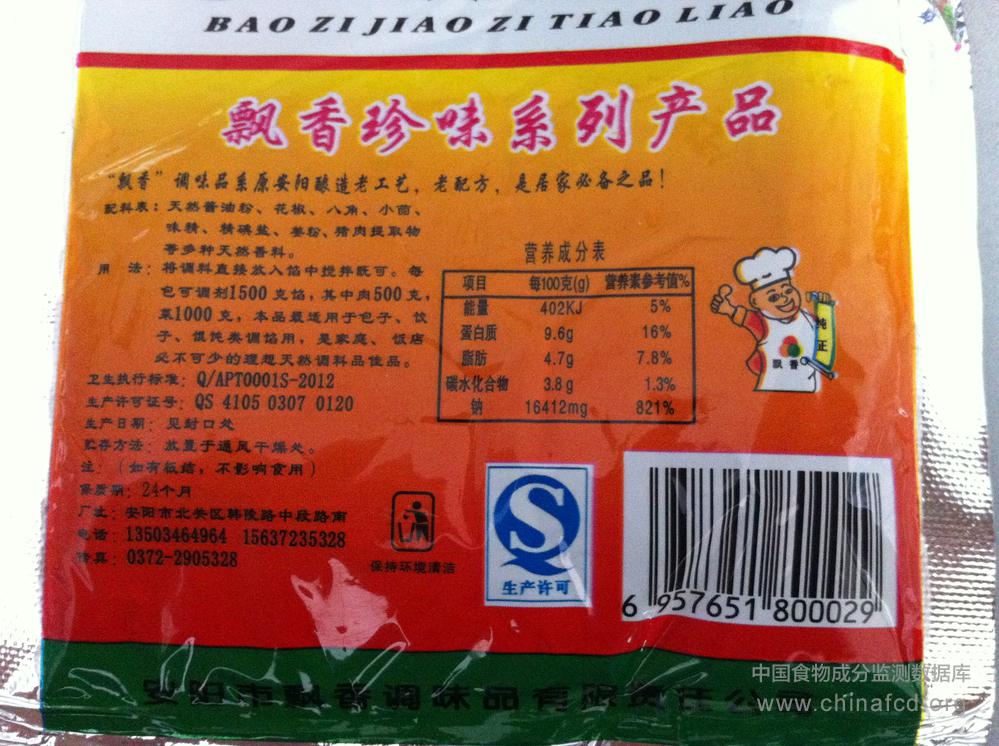 BAO ZI JIAO ZI TIAO LIAO
飘香珍味系列产品
“飘香”调味品系原安阳酿造老工艺，老配方，是居家必备之品！
配料表：天然酱油粉、花椒、八角、小茴、
味精、精碘盐、姜粉、猪肉提取物
等多种天然香料。
用 法：将调料直接放入馅中搅拌既可。每
包可调剂1500克馅，其中肉500克，
菜1000克，本品最适用于包子、饺
子、馄饨类调馅用，是家庭、饭店
必不可少的理想天然调料品佳品。
卫生执行标准：Q/APT0001S-2012
生产许可证号：QS 4105 0307 0120
生产日期：见封口处
贮存方法：放置于通风干燥处。
注：（如有板结，不影响食用）
保质期：24个月
厂址：安阳市北关区韩陵路中段路南
电话：13503464964 15637235328
传真：0372-2905328
营养成分表
项目 每100克(g) 营养素参考值%
能量 402KJ 5%
蛋白质 9.6g 16%
脂肪 4.7g 7.8%
碳水化合物 3.8g 1.3%
钠 16412mg 821%
纯正
飘香
保持环境清洁
生产许可
6 957651 800029
安阳市飘香调味品有限责任公司
中国食物成分监测数据库
www.chinafcd.org